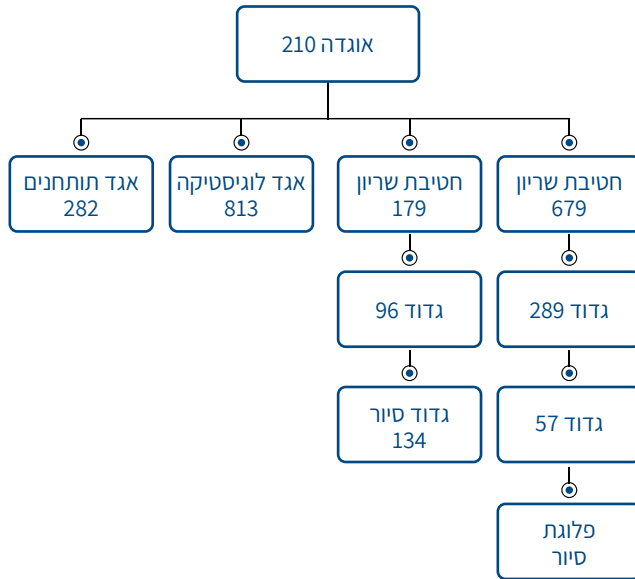 אוגדה 210
חטיבת שריון
679
חטיבת שריון
179
אגד לוגיסטיקה
813
אגד תותחנים
282
גדוד 289
גדוד 96
גדוד 57
גדוד סיור
134
פלוגת
סיור